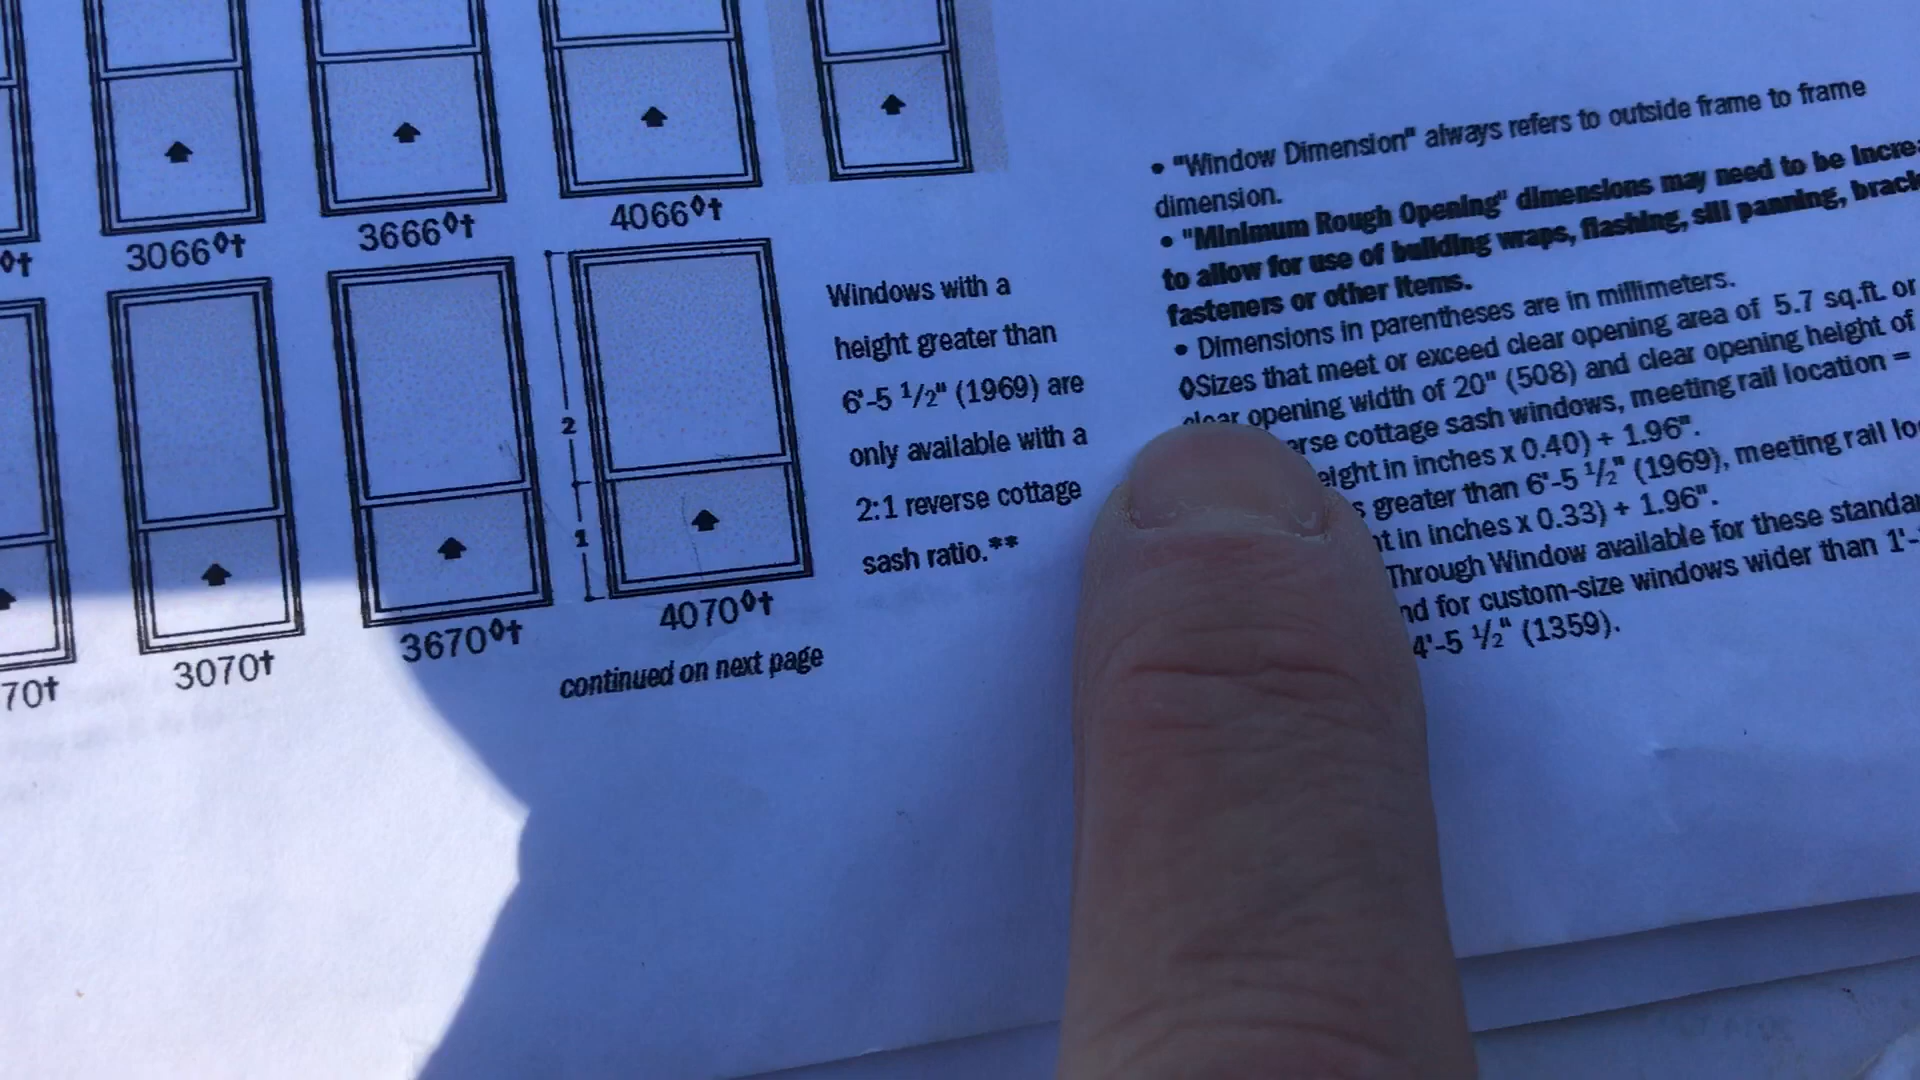 3066◊†
3666◊†
4066◊†
◊†
2
1
70†
3070†
3670◊†
4070◊†
continued on next page
Windows with a
height greater than
6'-5 1/2" (1969) are
only available with a
2:1 reverse cottage
sash ratio.**
• "Window Dimension" always refers to outside frame to frame
dimension.
• "Minimum Rough Opening" dimensions may need to be
to allow for use of building wraps, flashing, sill panning,
fasteners or other items.
• Dimensions in parentheses are in millimeters.
◊Sizes that meet or exceed clear opening area of 5.7 sq.ft. or
clear opening width of 20" (508) and clear opening height of
cottage sash windows, meeting rail location =
in inches x 0.40) + 1.96".
greater than 6'-5 1/2" (1969), meeting rail
in inches x 0.33) + 1.96".
Through Window available for these
for custom-size windows wider than
4'-5 1/2" (1359).